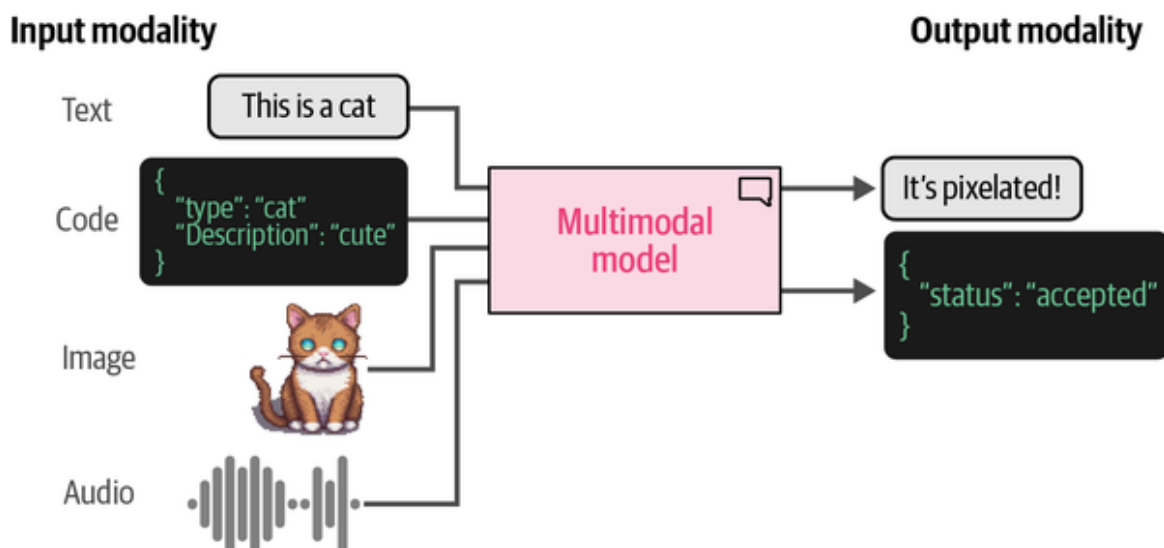 Input modality
Output modality
Text
This is a cat
Code
{
“type”: “cat”
“Description”: “cute”
}
Image
Audio
Multimodal
model
It’s pixelated!
{
“status”: “accepted”
}